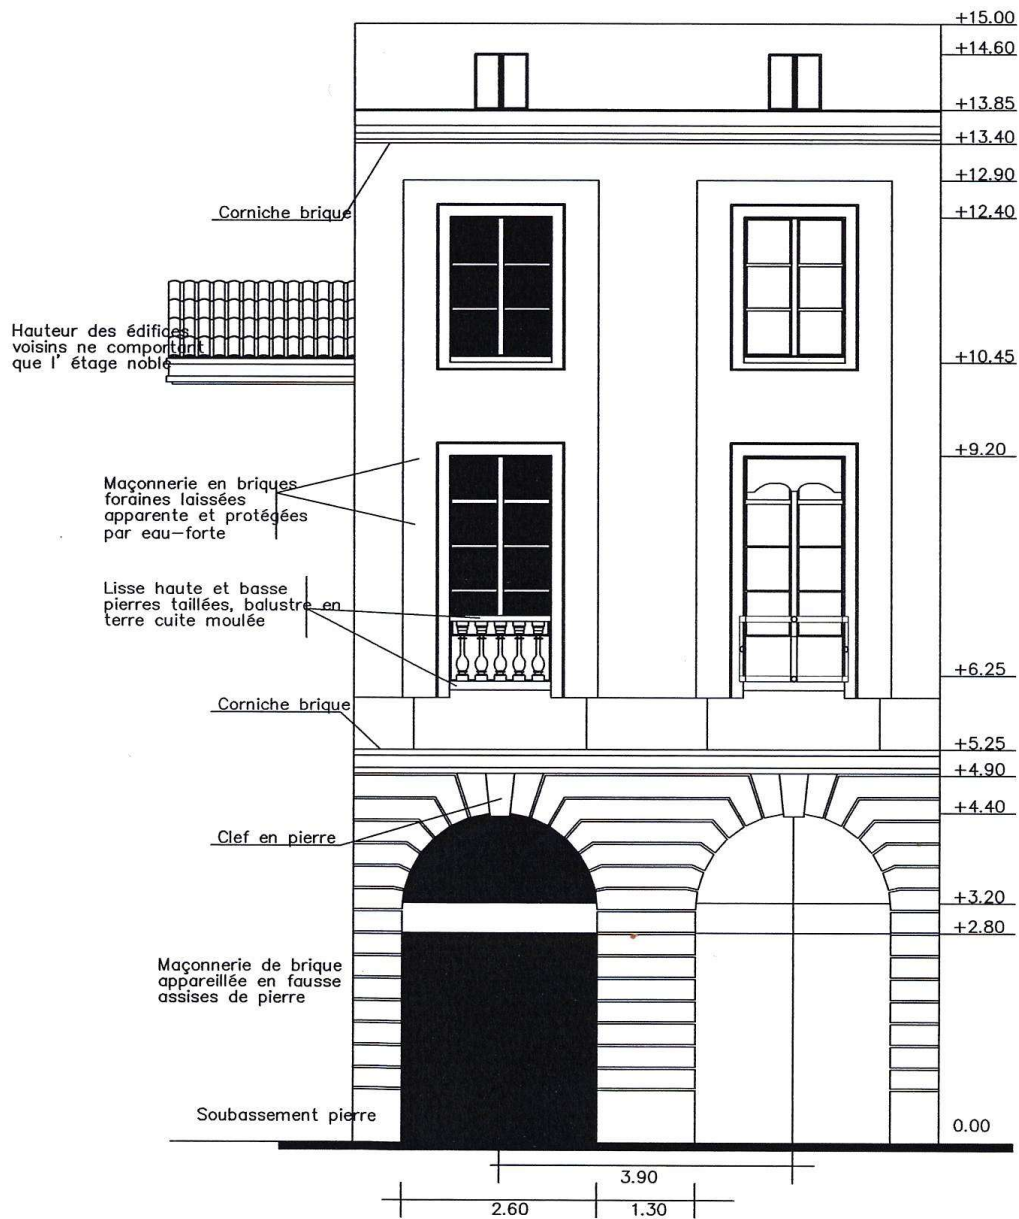 +15.00
+14.60
+13.85
+13.40
+12.90
+12.40
Corniche brique
Hauteur des édifices
voisins ne comportant
que l' étage noble
+10.45
+9.20
Maçonnerie en briques
foraines laissées
apparente et protégées
par eau-forte
Lisse haute et basse
pierres taillées, balustre en
terre cuite moulée
+6.25
Corniche brique
+5.25
+4.90
+4.40
Clef en pierre
+3.20
+2.80
Maçonnerie de brique
appareillée en fausse
assises de pierre
Soubassement pierre
0.00
3.90
2.60
1.30